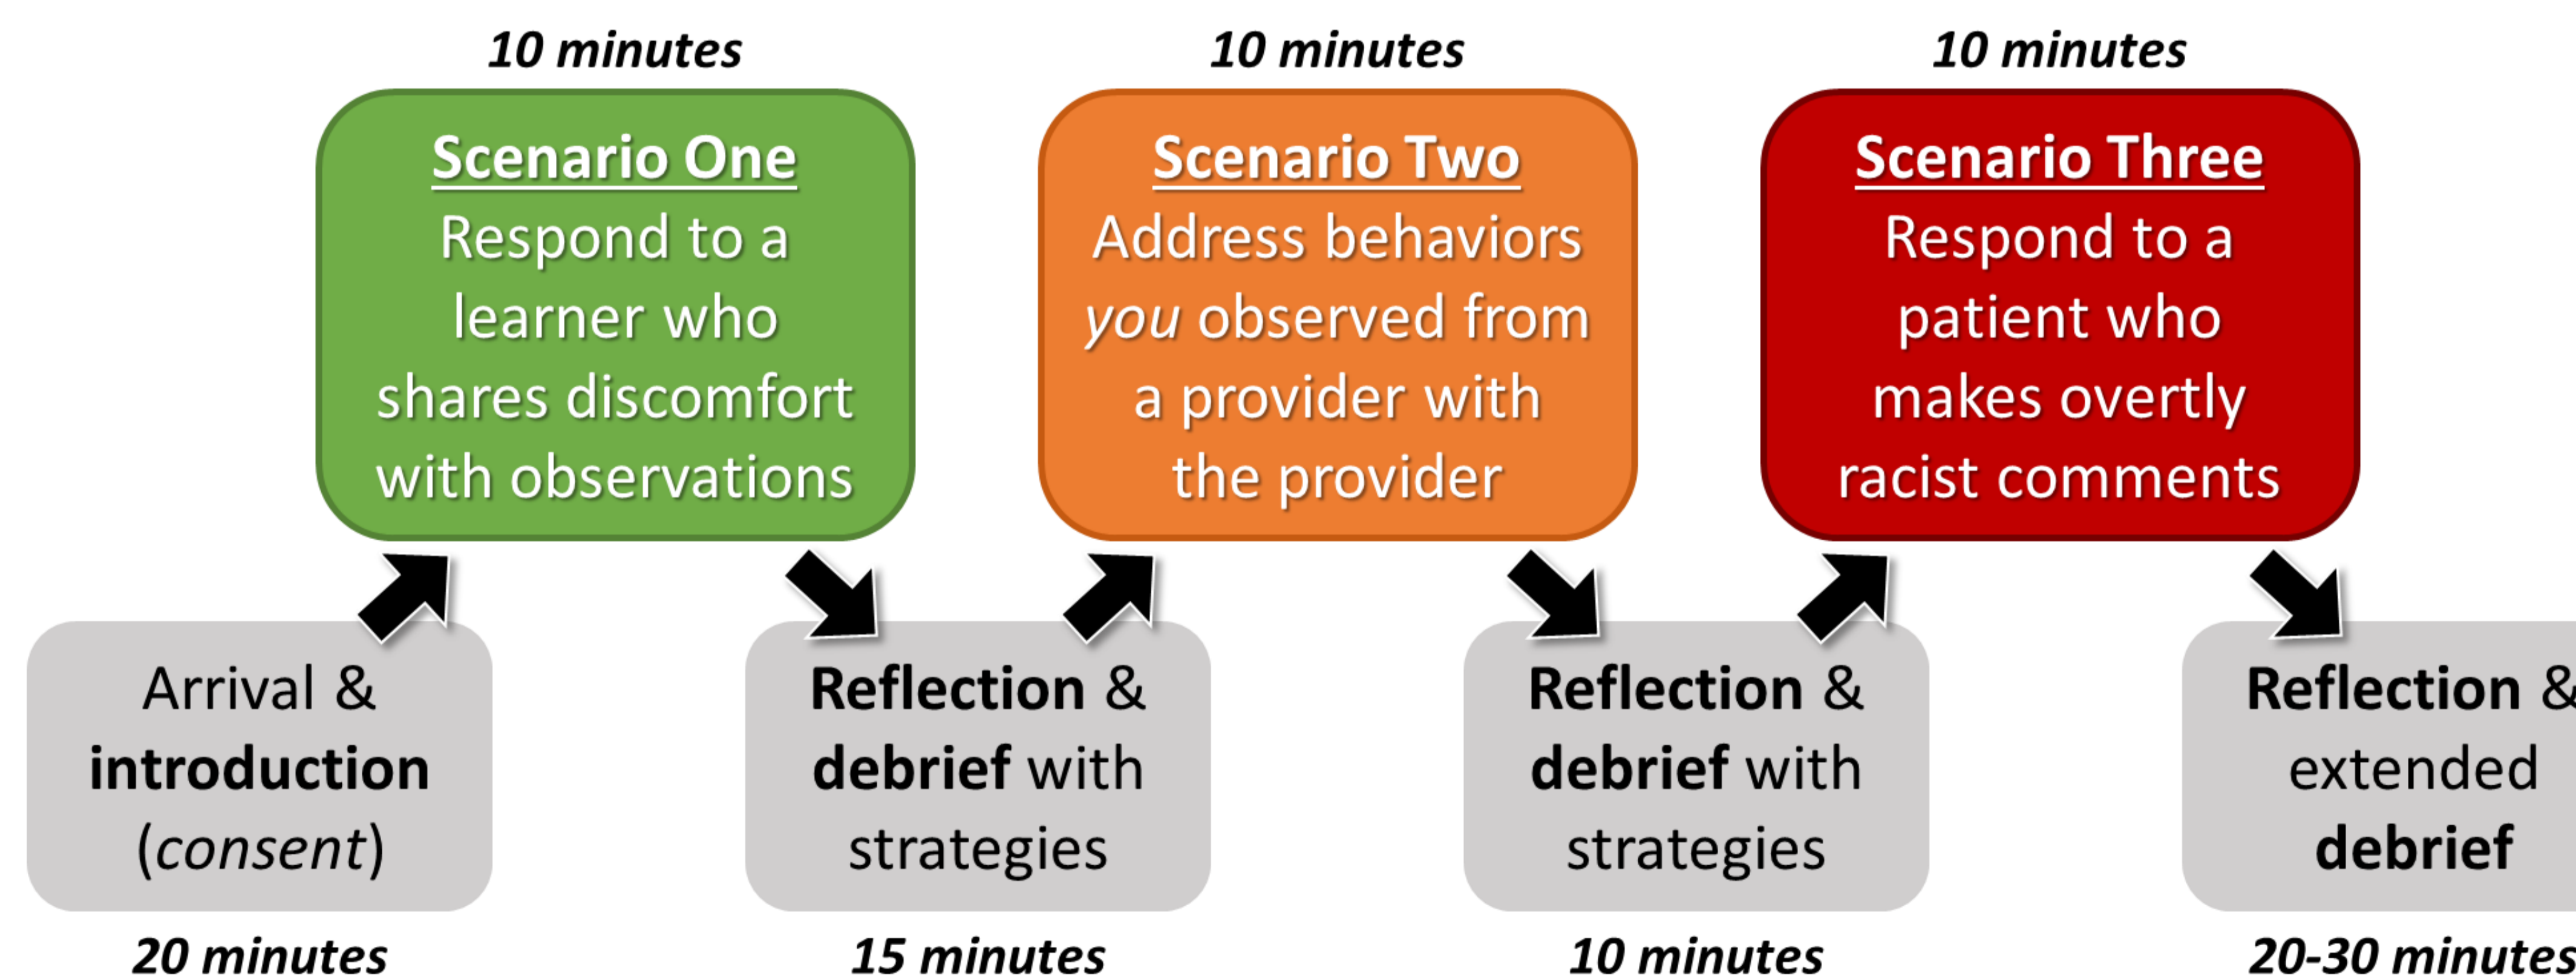 10 minutes
Scenario One
Respond to a
learner who
shares discomfort
with observations
10 minutes
Scenario Two
Address behaviors
you observed from
a provider with
the provider
10 minutes
Scenario Three
Respond to a
patient who
makes overtly
racist comments
Arrival &
introduction
(consent)
20 minutes
Reflection &
debrief with
strategies
15 minutes
Reflection &
debrief with
strategies
10 minutes
Reflection &
extended
debrief
20-30 minutes